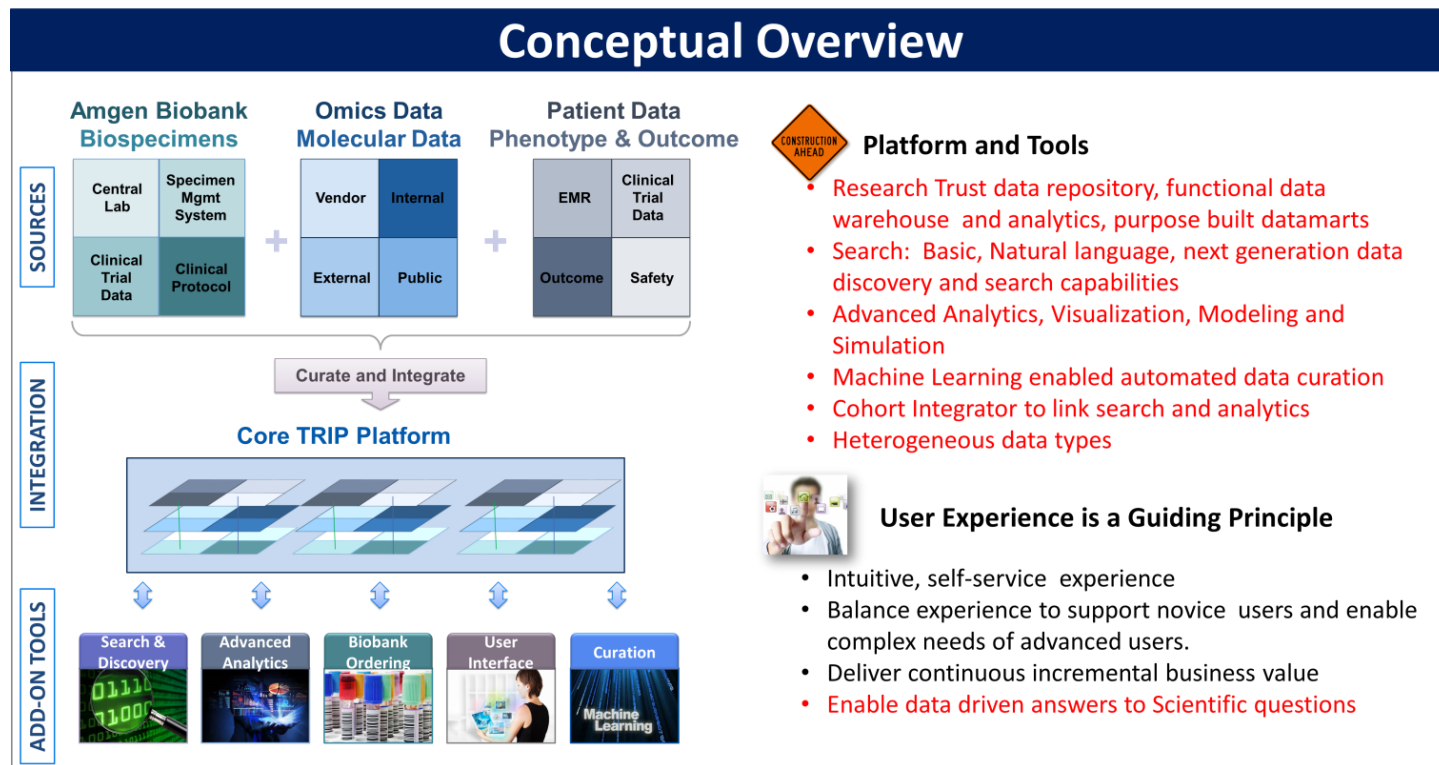 Conceptual Overview
Amgen Biobank
Biospecimens
Omics Data
Molecular Data
Patient Data
Phenotype & Outcome
SOURCES
Central
Lab
Specimen
Mgmt
System
Clinical
Trial
Data
Clinical
Protocol
+
Vendor
Internal
External
Public
+
EMR
Clinical
Trial
Data
Outcome
Safety
INTEGRATION
Curate and Integrate
Core TRIP Platform
ADD-ON TOOLS
Search &
Discovery
01110
01000
Advanced
Analytics
Biobank
Ordering
User
Interface
Curation
Machine
Learning
CONSTRUCTION
AHEAD
Platform and Tools
• Research Trust data repository, functional data
warehouse and analytics, purpose built datamarts
• Search: Basic, Natural language, next generation data
discovery and search capabilities
• Advanced Analytics, Visualization, Modeling and
Simulation
• Machine Learning enabled automated data curation
• Cohort Integrator to link search and analytics
• Heterogeneous data types
User Experience is a Guiding Principle
• Intuitive, self-service experience
• Balance experience to support novice users and enable
complex needs of advanced users.
• Deliver continuous incremental business value
• Enable data driven answers to Scientific questions